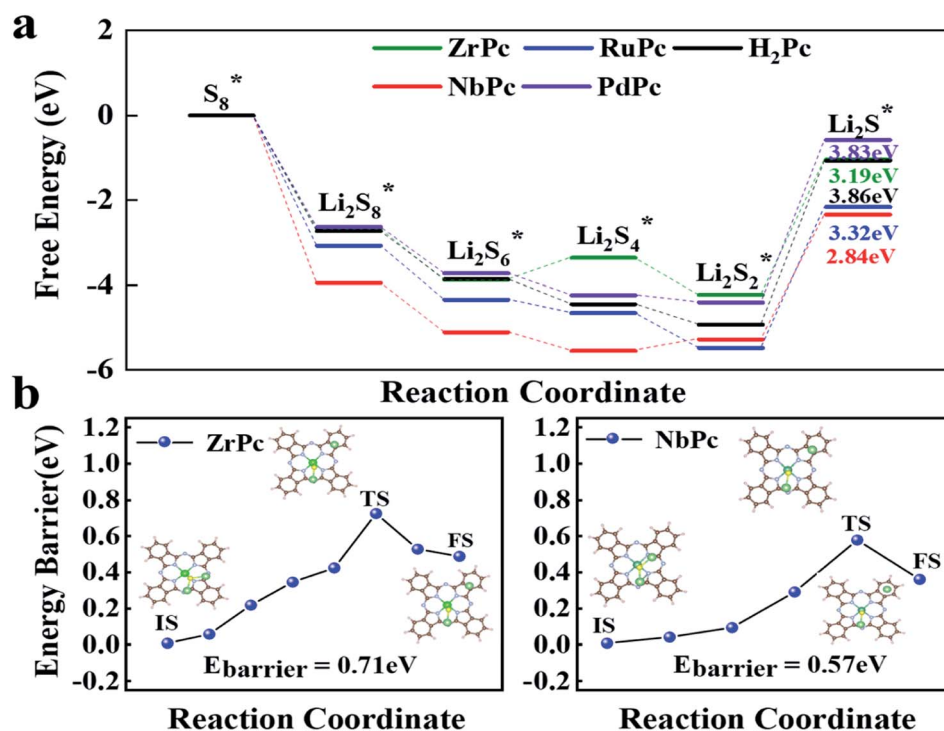 a
Free Energy (eV)
2
0
-2
-4
-6
ZrPc RuPc H₂Pc
NbPc PdPc
S₈*
Li₂S₈*
Li₂S₆*
Li₂S₄*
Li₂S₂*
Li₂S*
3.83eV
3.19eV
3.86eV
3.32eV
2.84eV
Reaction Coordinate
b
Energy Barrier(eV)
1.2
1.0
0.8
0.6
0.4
0.2
0.0
-0.2
ZrPc
IS
TS
FS
Ebarrier = 0.71eV
Reaction Coordinate
1.2
1.0
0.8
0.6
0.4
0.2
0.0
-0.2
NbPc
IS
TS
FS
Ebarrier = 0.57eV
Reaction Coordinate